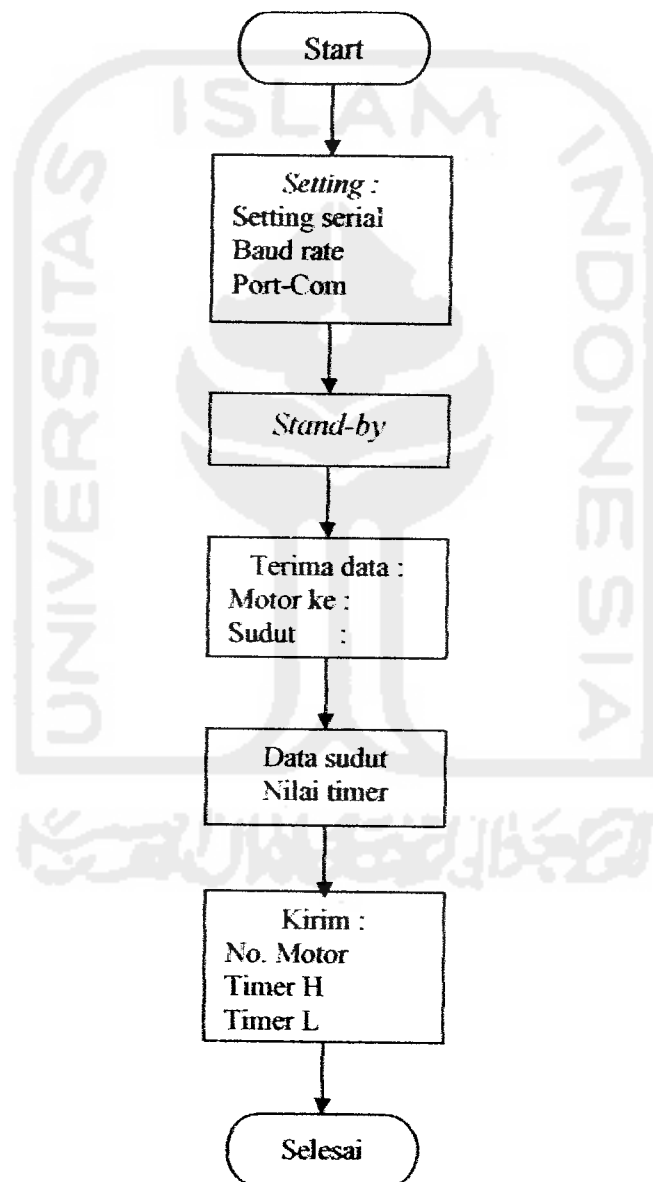 Start
ISLAM
UNIVERSITAS
INDONESIA
Setting :
Setting serial
Baud rate
Port-Com
Stand-by
Terima data :
Motor ke :
Sudut :
Data sudut
Nilai timer
Kirim :
No. Motor
Timer H
Timer L
Selesai